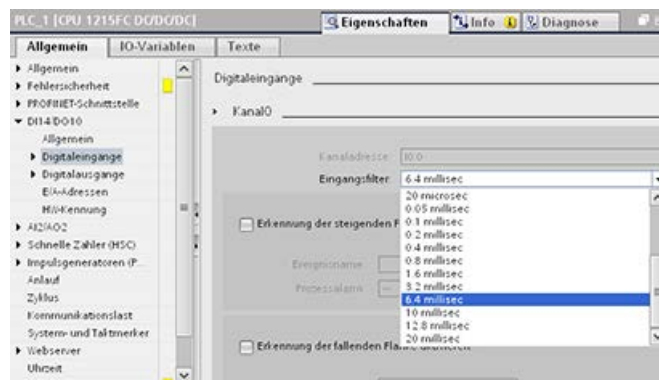 PLC_1 [CPU 1215FC DC/DC/DC]
Eigenschaften
Info
Diagnose
Allgemein
IO-Variablen
Texte
Allgemein
Fehlersicherheit
PROFINET-Schnittstelle
DI14/DO10
Allgemein
Digitaleingänge
Digitalausgänge
E/A-Adressen
HW-Kennung
AI2/AO2
Schnelle Zähler (HSC)
Impulsgeneratoren (P...
Anlauf
Zyklus
Kommunikationslast
System- und Taktmerker
Webserver
Uhrzeit
Digitaleingänge
Kanal0
Kanaladresse: I0.0
Eingangsfilter: 6.4 millisec
20 microsec
0.05 millisec
0.1 millisec
0.2 millisec
0.4 millisec
0.8 millisec
1.6 millisec
3.2 millisec
6.4 millisec
10 millisec
12.8 millisec
20 millisec
Erkennung der steigenden F
Ereignisname
Prozessalarm
Erkennung der fallenden Flanke aktivieren